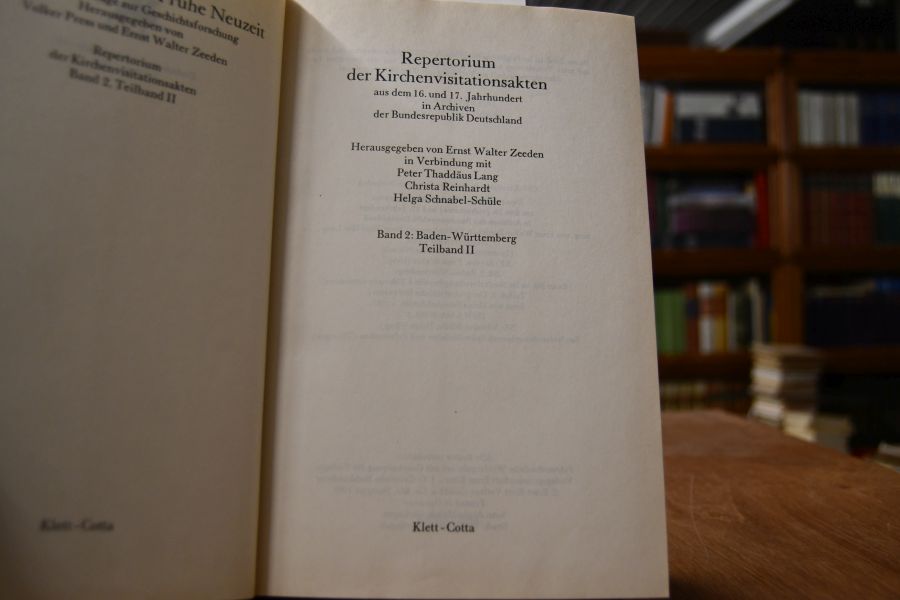 Frühe Neuzeit
zur Geschichtsforschung
Herausgegeben von
Volker Press und Ernst Walter Zeeden
Repertorium
der Kirchenvisitationsakten
Band 2. Teilband II
Klett-Cotta
Repertorium
der Kirchenvisitationsakten
aus dem 16. und 17. Jahrhundert
in Archiven
der Bundesrepublik Deutschland
Herausgegeben von Ernst Walter Zeeden
in Verbindung mit
Peter Thaddäus Lang
Christa Reinhardt
Helga Schnabel-Schüle
Band 2: Baden-Württemberg
Teilband II
Klett-Cotta